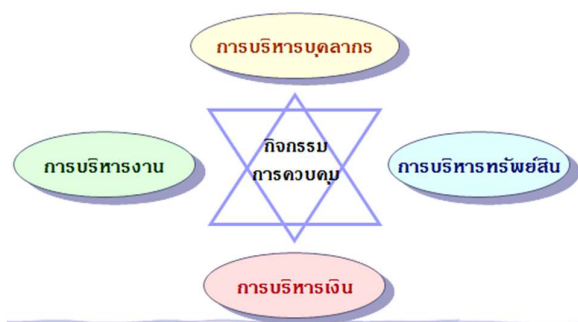 การบริหารบุคลากร
กิจกรรม
การควบคุม
การบริหารงาน
การบริหารทรัพย์สิน
การบริหารเงิน